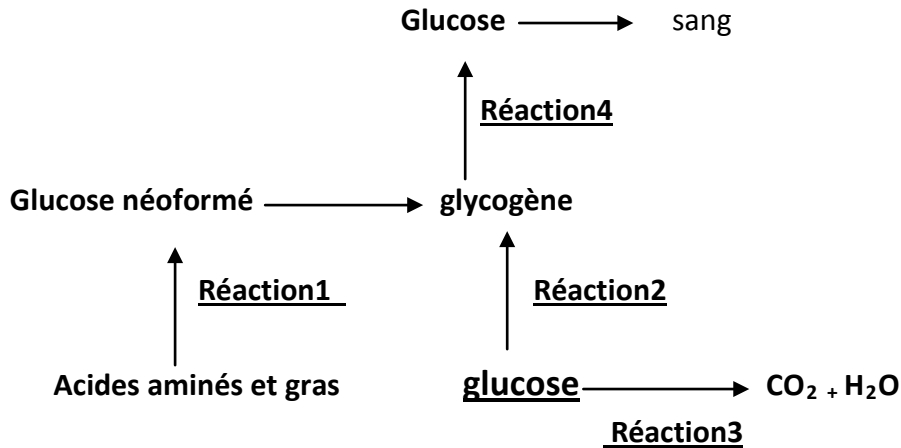 Glucose sang
Réaction4
Glucose néoformé glycogène
Réaction1 Réaction2
Acides aminés et gras glucose CO₂ + H₂O
Réaction3